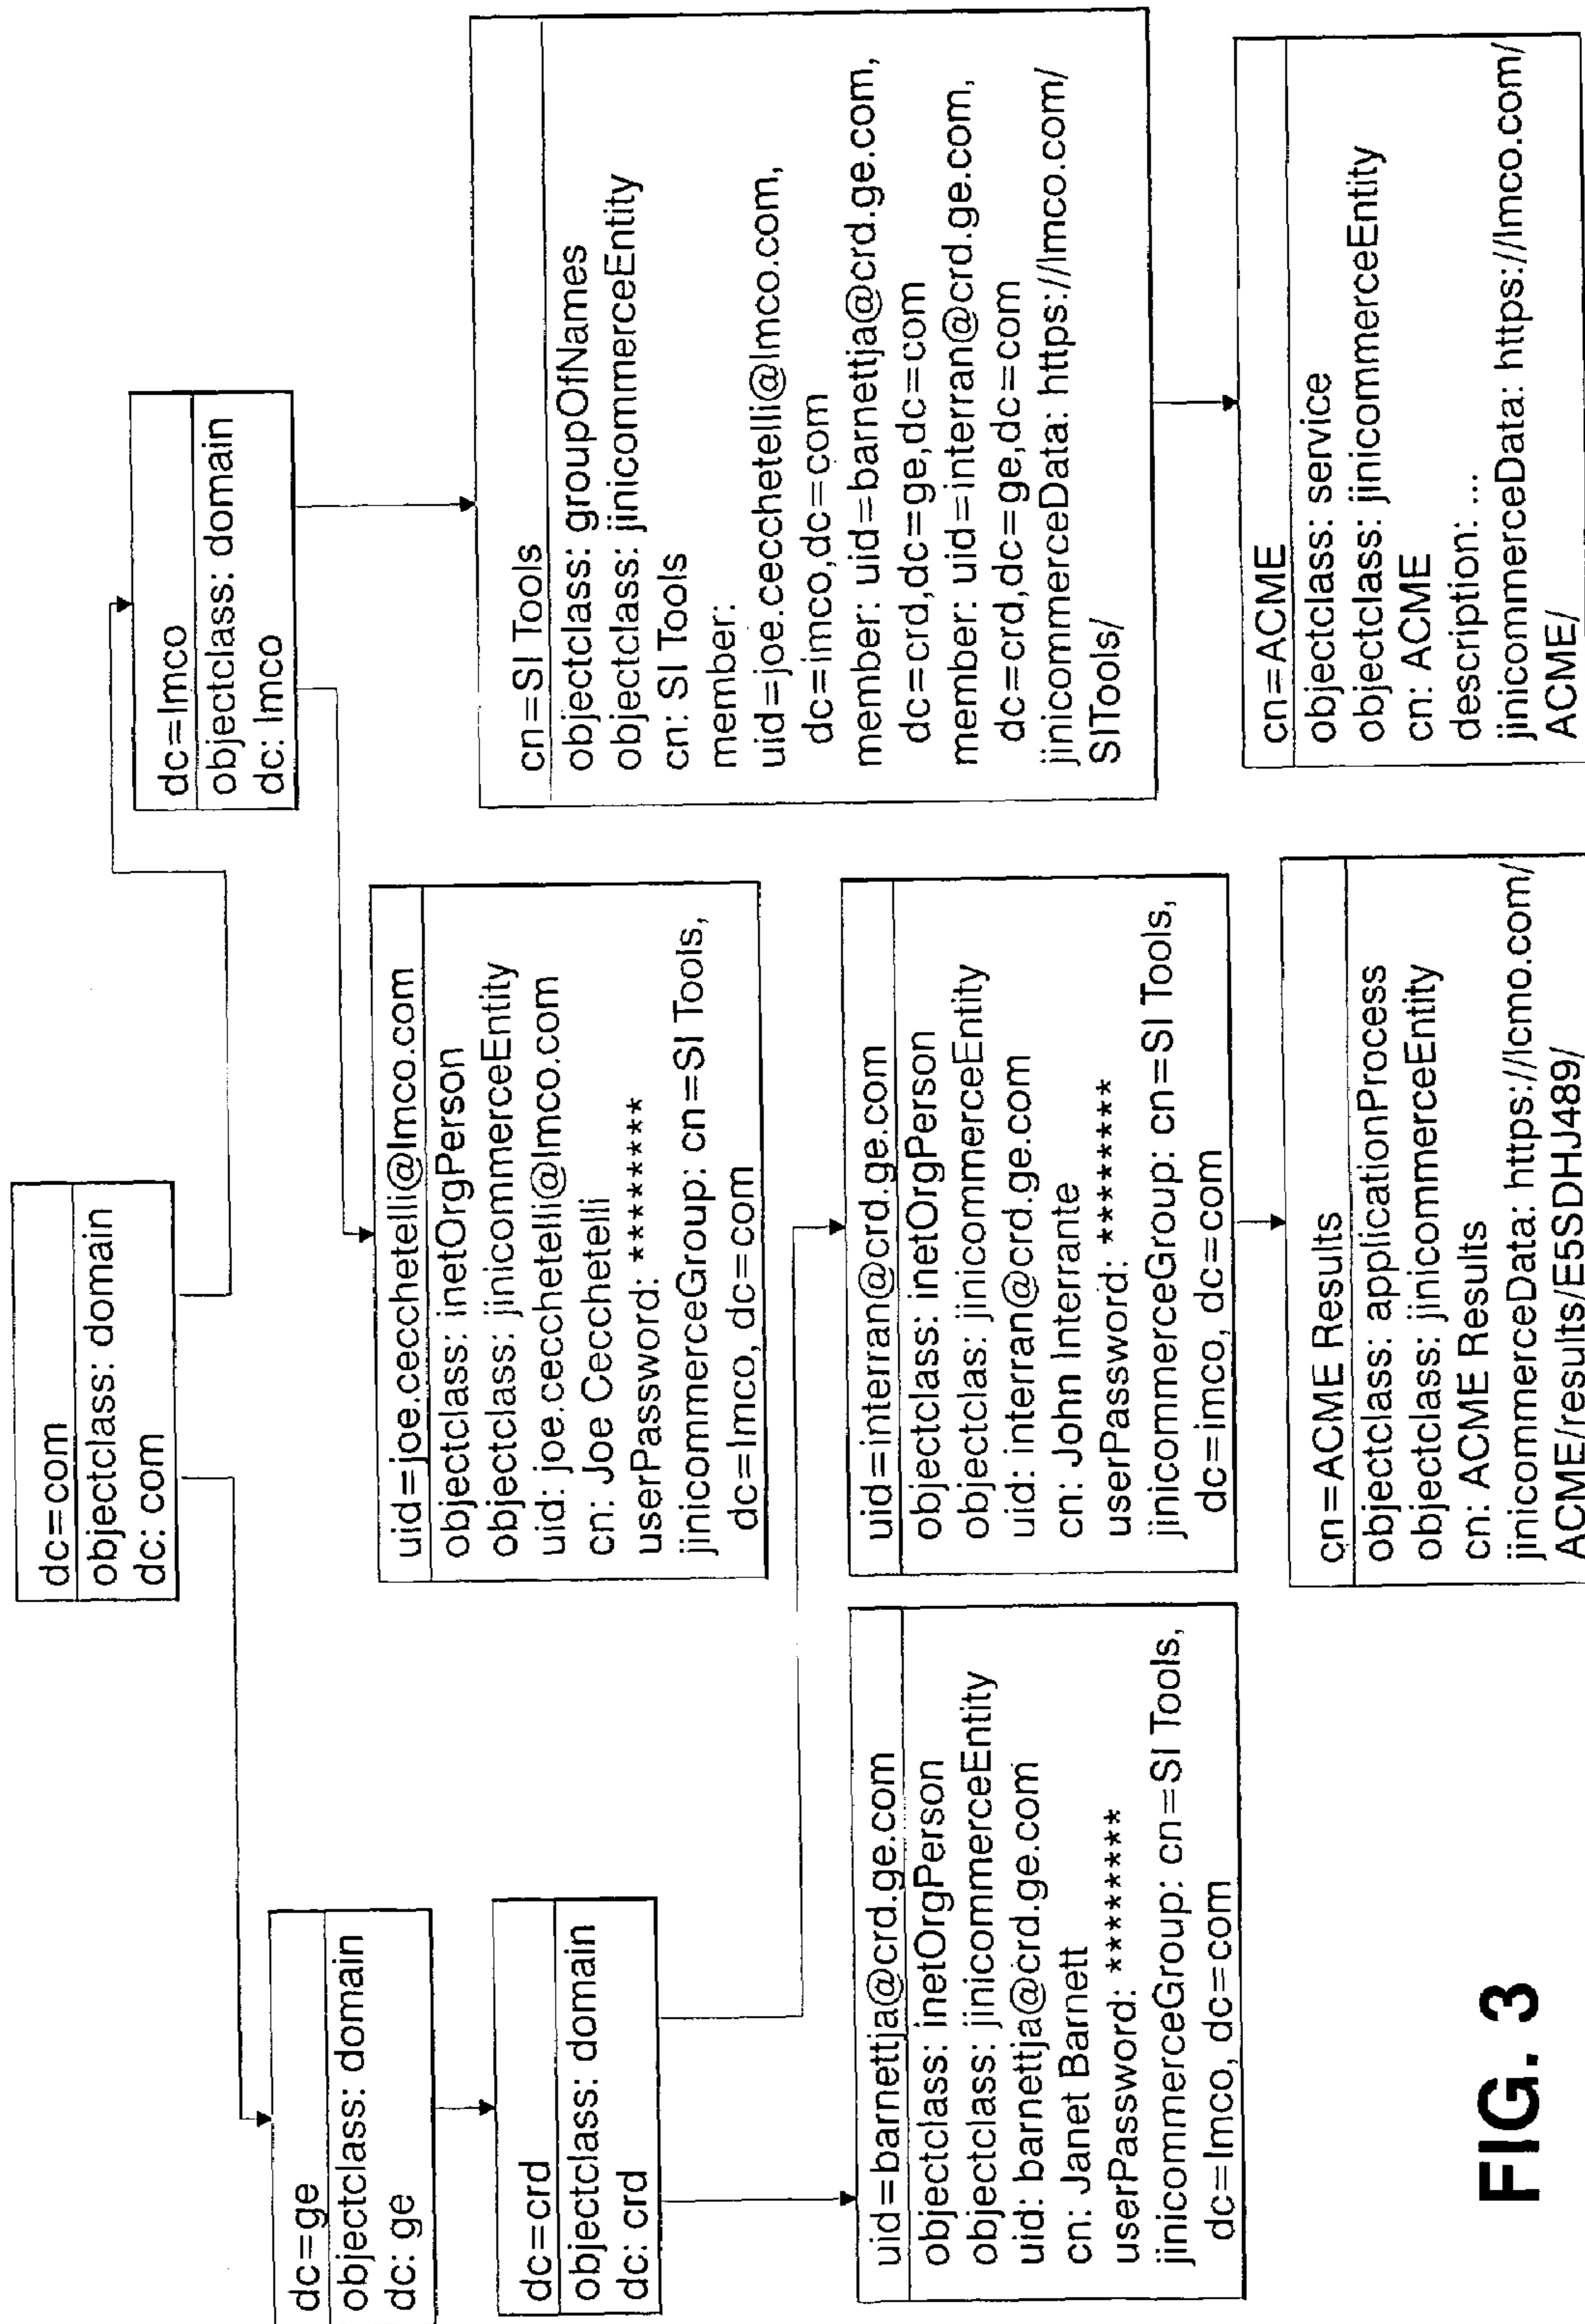 dc=com
objectclass: domain
dc: com
dc=ge
objectclass: domain
dc: ge
dc=lmco
objectclass: domain
dc: lmco
dc=crd
objectclass: domain
dc: crd
uid=joe.cecchetelli@lmco.com
objectclass: inetOrgPerson
objectclass: jinicommerceEntity
uid: joe.cecchetelli@lmco.com
cn: Joe Cecchetelli
userPassword: ********
jinicommerceGroup: cn=SI Tools,
dc=lmco, dc=com
cn=SI Tools
objectclass: groupOfNames
objectclass: jinicommerceEntity
cn: SI Tools
member:
uid=joe.cecchetelli@lmco.com,
dc=imco,dc=com
member: uid=barnettja@crd.ge.com,
dc=crd,dc=ge,dc=com
member: uid=interran@crd.ge.com,
dc=crd,dc=ge,dc=com
jinicommerceData: https://lmco.com/
SITools/
uid=barnettja@crd.ge.com
objectclass: inetOrgPerson
objectclass: jinicommerceEntity
uid: barnettja@crd.ge.com
cn: Janet Barnett
userPassword: ********
jinicommerceGroup: cn=SI Tools,
dc=lmco, dc=com
uid=interran@crd.ge.com
objectclass: inetOrgPerson
objectclas: jinicommerceEntity
uid: interran@crd.ge.com
cn: John Interrante
userPassword: ********
jinicommerceGroup: cn=SI Tools,
dc=imco, dc=com
cn=ACME Results
objectclass: applicationProcess
objectclass: jinicommerceEntity
cn: ACME Results
jinicommerceData: https://lcmo.com/
ACME/results/E5SDHJ489/
cn=ACME
objectclass: service
objectclass: jinicommerceEntity
cn: ACME
description: ...
jinicommerceData: https://lmco.com/
ACME/
FIG. 3